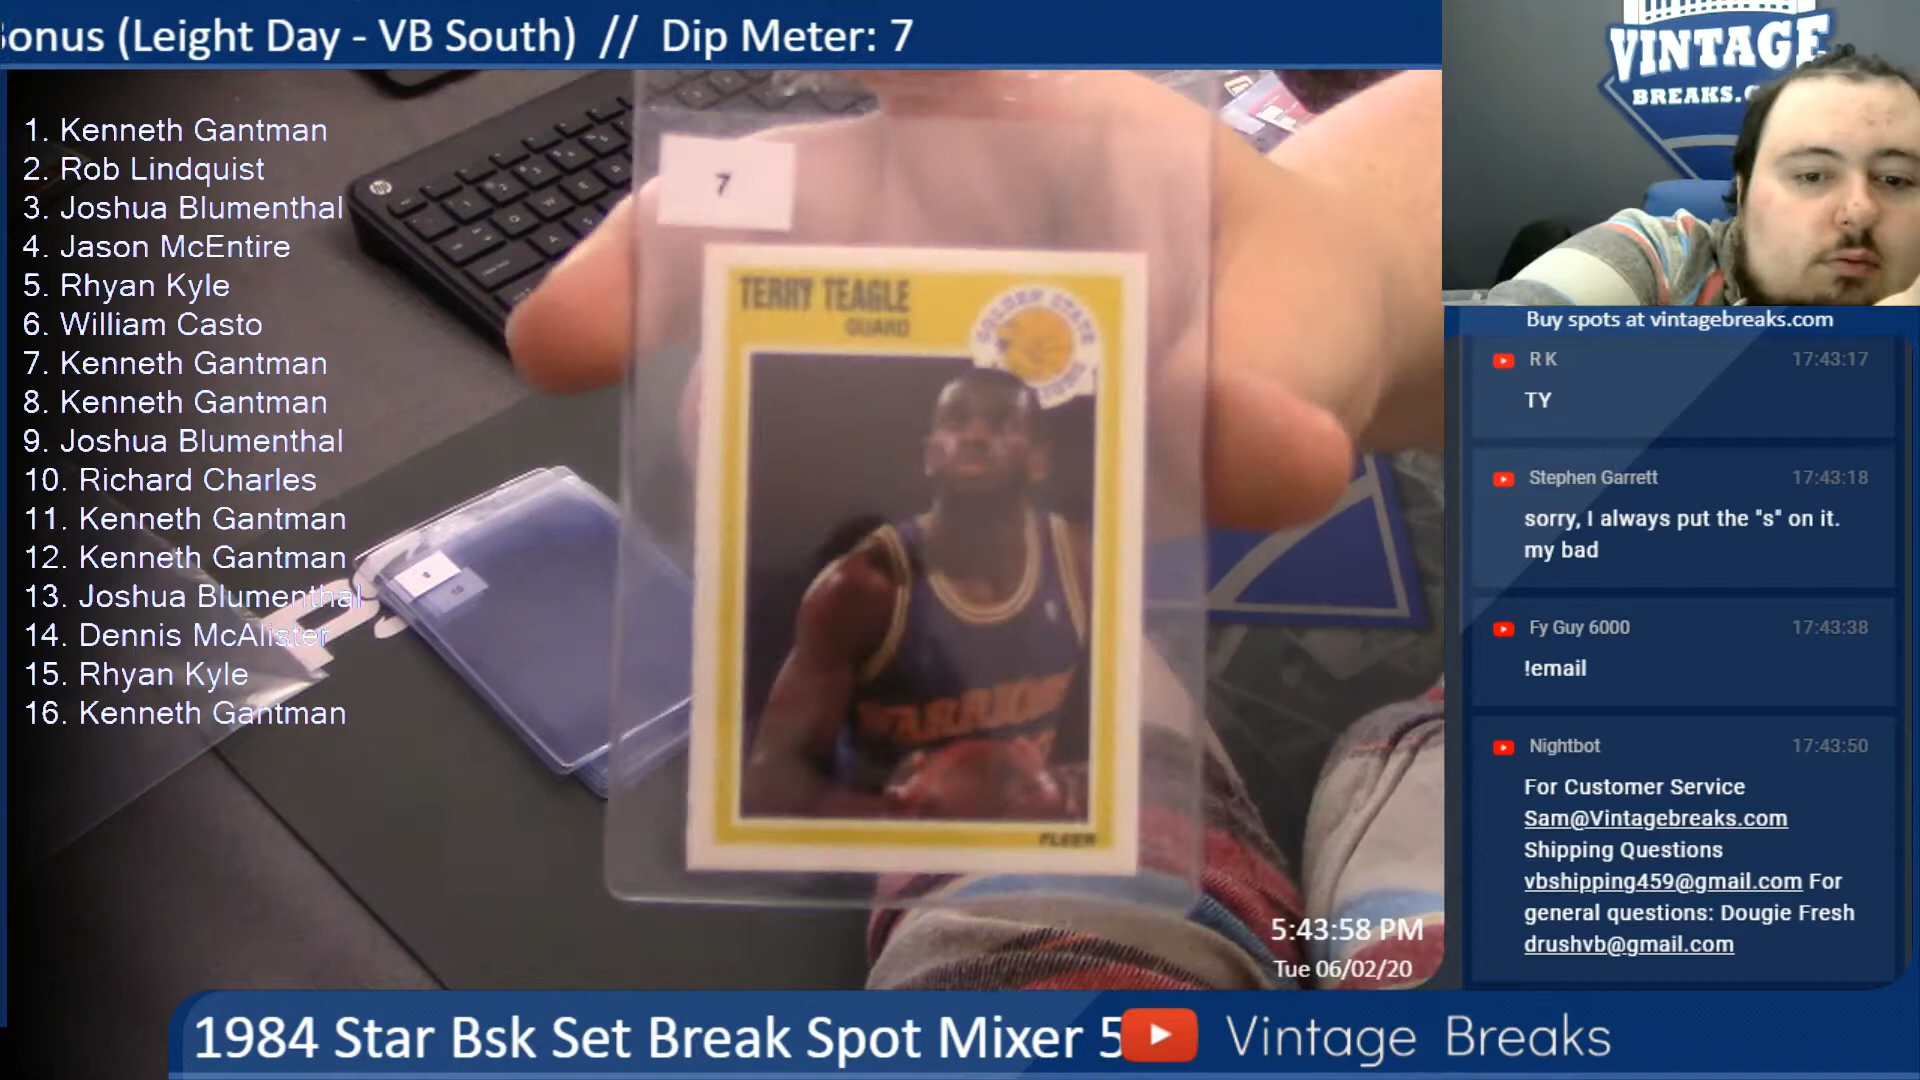 onus (Leight Day - VB South) // Dip Meter: 7
1. Kenneth Gantman
2. Rob Lindquist
3. Joshua Blumenthal
4. Jason McEntire
5. Rhyan Kyle
6. William Casto
7. Kenneth Gantman
8. Kenneth Gantman
9. Joshua Blumenthal
10. Richard Charles
11. Kenneth Gantman
12. Kenneth Gantman
13. Joshua Blumenthal
14. Dennis McAlister
15. Rhyan Kyle
16. Kenneth Gantman
7
TERRY TEAGLE
GUARD
GOLDEN STATE
WARRIORS
FLEER
hp
10
5:43:58 PM
Tue 06/02/20
VINTAGE
BREAKS.C
Buy spots at vintagebreaks.com
R K 17:43:17
TY
Stephen Garrett 17:43:18
sorry, I always put the "s" on it.
my bad
Fy Guy 6000 17:43:38
!email
Nightbot 17:43:50
For Customer Service
Sam@Vintagebreaks.com
Shipping Questions
vbshipping459@gmail.com For
general questions: Dougie Fresh
drushvb@gmail.com
1984 Star Bsk Set Break Spot Mixer 5
Vintage Breaks